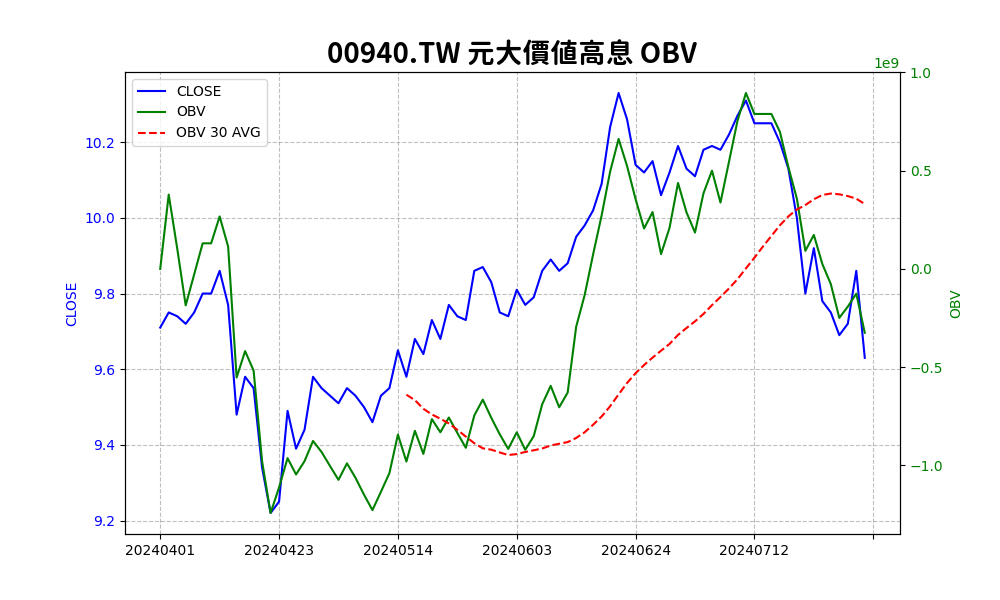 00940.TW 元大價值高息 OBV
1e9
CLOSE
OBV
OBV 30 AVG
10.2
10.0
9.8
9.6
9.4
9.2
CLOSE
1.0
0.5
0.0
−0.5
−1.0
OBV
20240401
20240423
20240514
20240603
20240624
20240712